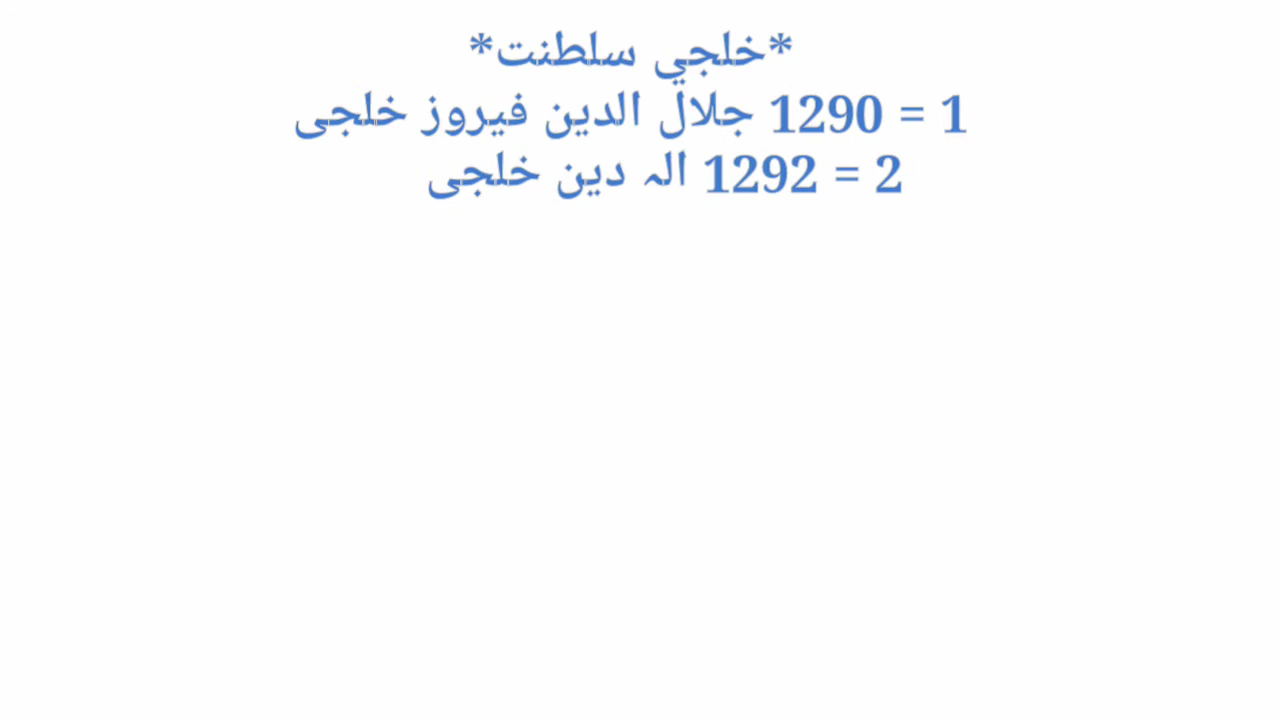 *خلجي سلطنت*
1 = 1290 جلال الدین فیروز خلجی
2 = 1292 الہ دین خلجی